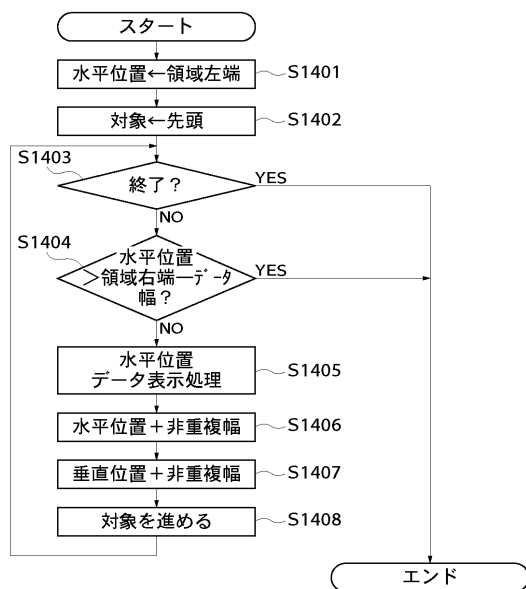 スタート
水平位置←領域左端
S1401
対象←先頭
S1402
S1403
終了？
YES
NO
S1404
水平位置
＞領域右端ーデータ
幅？
YES
NO
水平位置
データ表示処理
S1405
水平位置＋非重複幅
S1406
垂直位置＋非重複幅
S1407
対象を進める
S1408
エンド